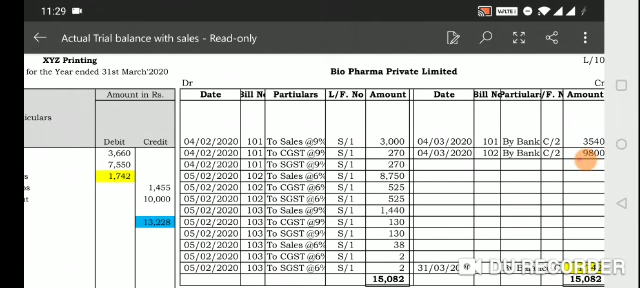 11:29
Actual Trial balance with sales - Read-only
XYZ Printing
for the Year ended 31st March'2020
Amount in Rs.
Debit Credit
3,660
7,550
1,742
1,455
10,000
13,228
L/10
Bio Pharma Private Limited
Dr Cr
Date Bill No Partiulars L/F. No Amount Date Bill No Partiulars /F. N Amount
04/02/2020 101 To Sales @9% S/1 3,000 04/03/2020 101 By Bank C/2 3540
04/02/2020 101 To CGST @9% S/1 270 04/03/2020 102 By Bank C/2 9800
04/02/2020 101 To SGST @9% S/1 270
05/02/2020 102 To Sales @6% S/1 8,750
05/02/2020 102 To CGST @6% S/1 525
05/02/2020 102 To SGST @6% S/1 525
05/02/2020 103 To Sales @9% S/1 1,440
05/02/2020 103 To CGST @9% S/1 130
05/02/2020 103 To SGST @9% S/1 130
05/02/2020 103 To Sales @6% S/1 38
05/02/2020 103 To CGST @6% S/1 2
05/02/2020 103 To SGST @6% S/1 2 31/03/20
15,082 15,082
DU RECORDER